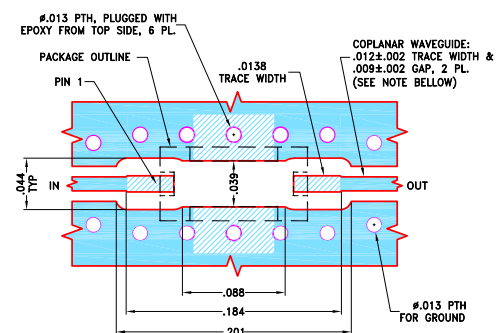 Ø.013 PTH, PLUGGED WITH
EPOXY FROM TOP SIDE, 6 PL.
PACKAGE OUTLINE
PIN 1
.0138
TRACE WIDTH
COPLANAR WAVEGUIDE:
.012±.002 TRACE WIDTH &
.009±.002 GAP, 2 PL.
(SEE NOTE BELLOW)
.044
TYP
IN
.039
OUT
.088
.184
.201
Ø.013 PTH
FOR GROUND